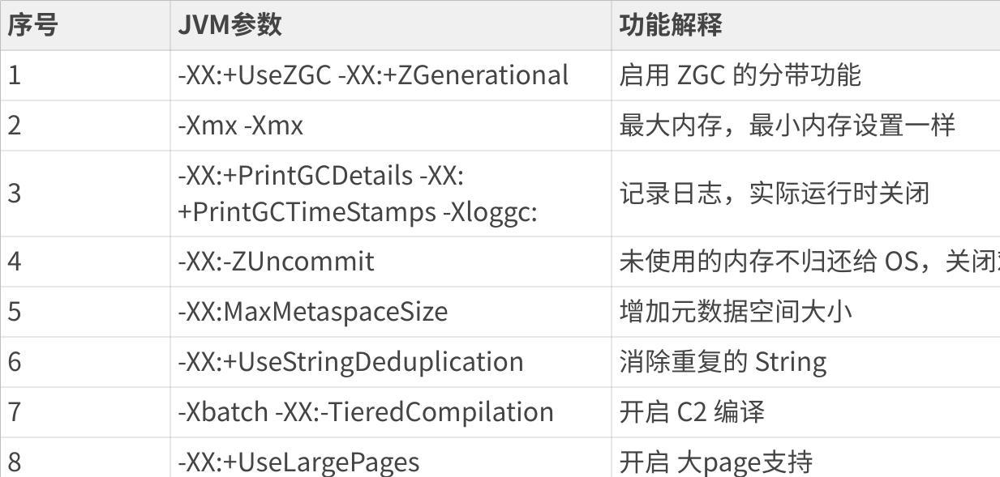 序号 JVM参数 功能解释
1 -XX:+UseZGC -XX:+ZGenerational 启用 ZGC 的分带功能
2 -Xmx -Xmx 最大内存，最小内存设置一样
3 -XX:+PrintGCDetails -XX:
+PrintGCTimeStamps -Xloggc: 记录日志，实际运行时关闭
4 -XX:-ZUncommit 未使用的内存不归还给 OS，关闭
5 -XX:MaxMetaspaceSize 增加元数据空间大小
6 -XX:+UseStringDeduplication 消除重复的 String
7 -Xbatch -XX:-TieredCompilation 开启 C2 编译
8 -XX:+UseLargePages 开启 大page支持